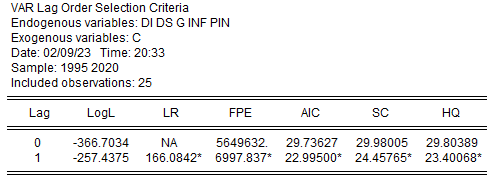 VAR Lag Order Selection Criteria
Endogenous variables: DI DS G INF PIN
Exogenous variables: C
Date: 02/09/23 Time: 20:33
Sample: 1995 2020
Included observations: 25
Lag LogL LR FPE AIC SC HQ
0 -366.7034 NA 5649632. 29.73627 29.98005 29.80389
1 -257.4375 166.0842* 6997.837* 22.99500* 24.45765* 23.40068*